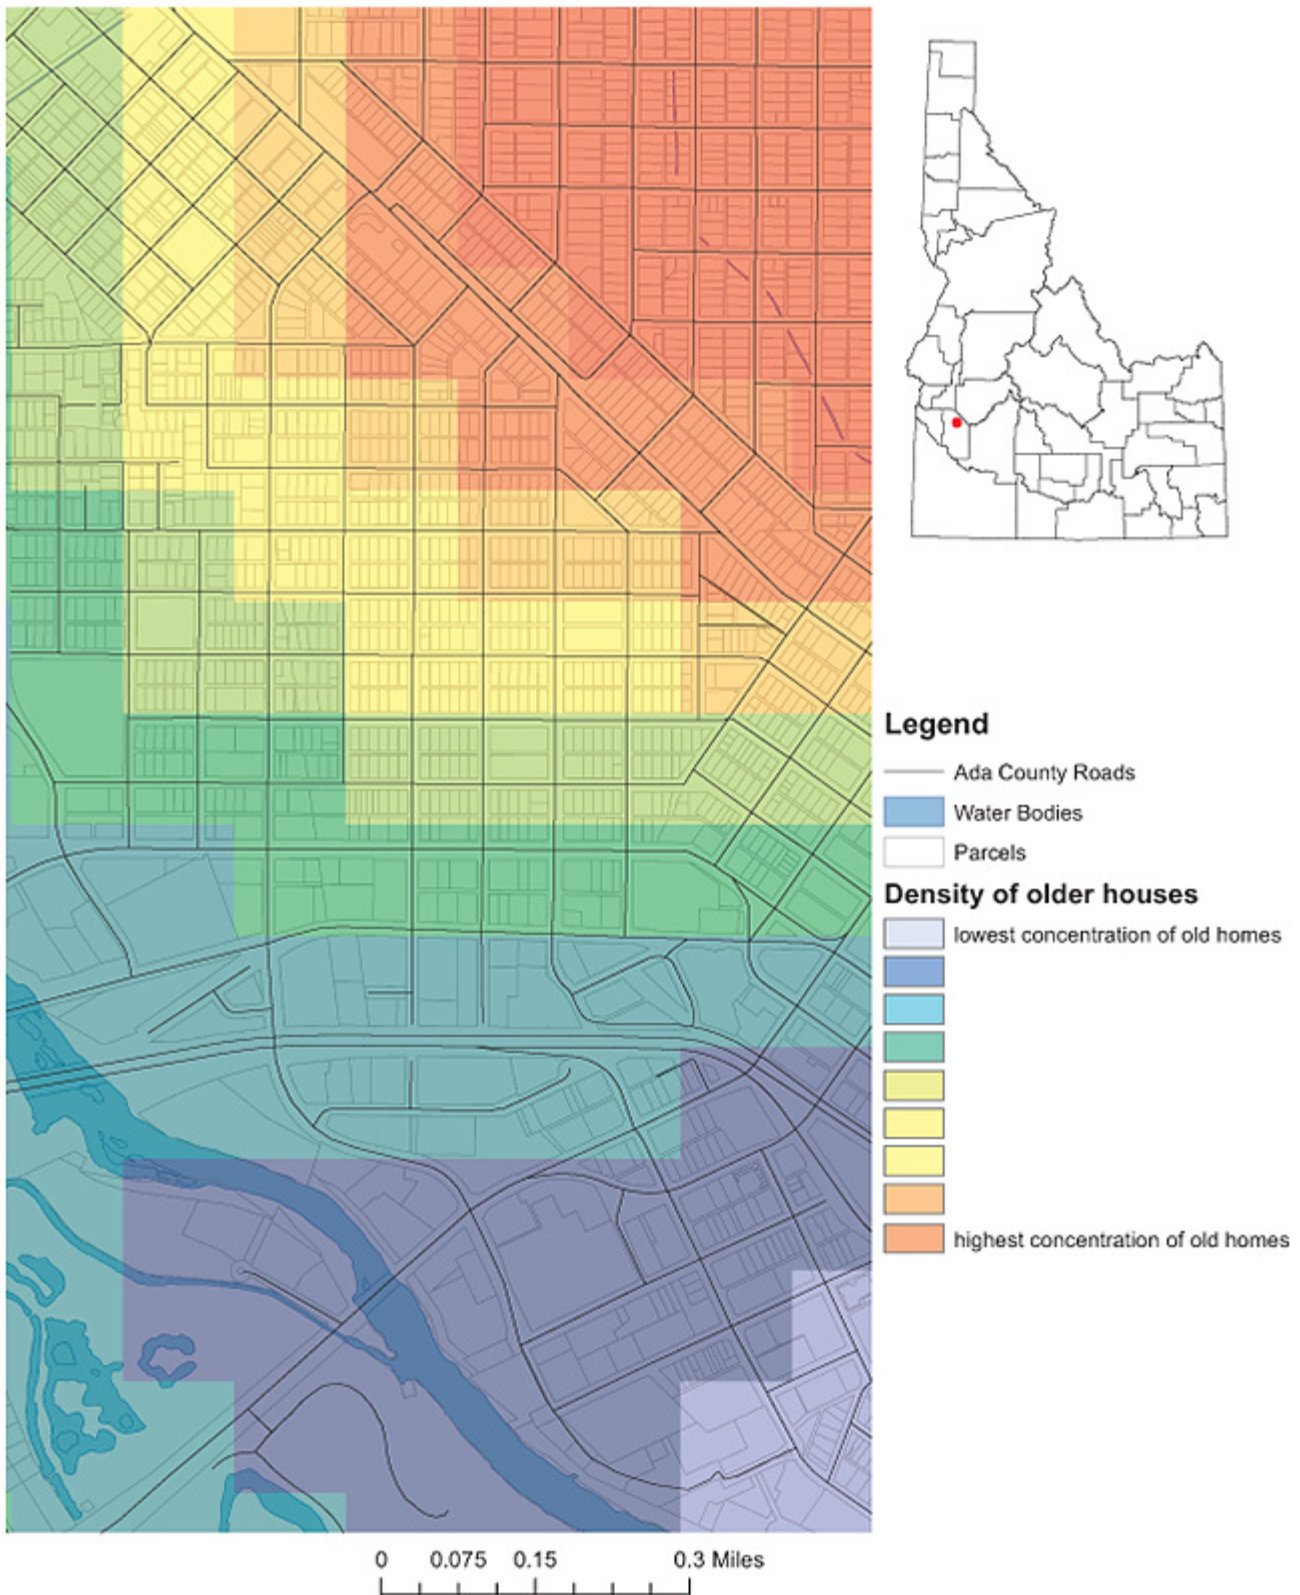 Legend
Ada County Roads
Water Bodies
Parcels
Density of older houses
lowest concentration of old homes
highest concentration of old homes
0 0.075 0.15 0.3 Miles